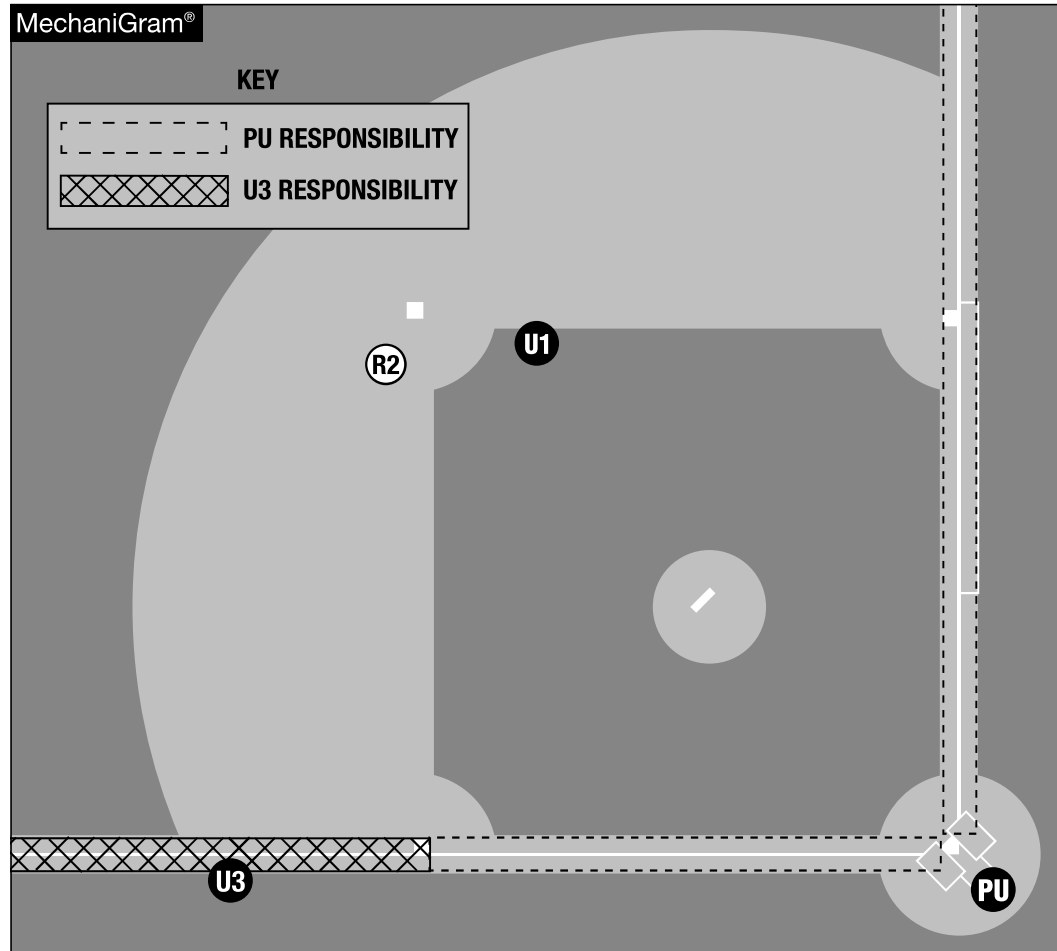 MechaniGram®
KEY
PU RESPONSIBILITY
U3 RESPONSIBILITY
U1
R2
U3
PU